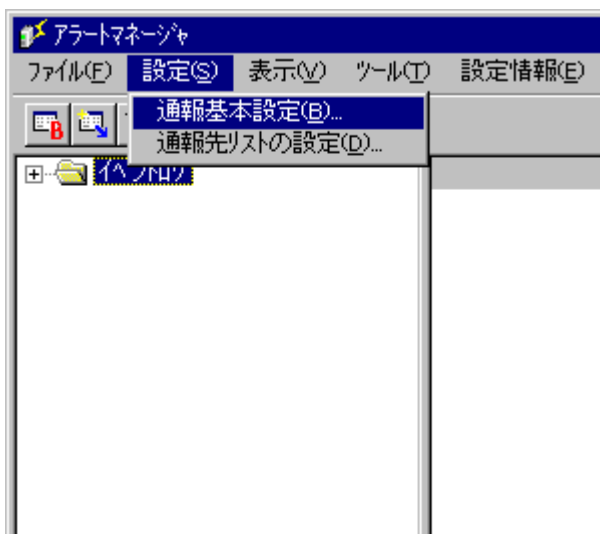 アラートマネージャ
ファイル(F) 設定(S) 表示(V) ツール(T) 設定情報(E)
通報基本設定(B)...
通報先リストの設定(D)...
イベントログ